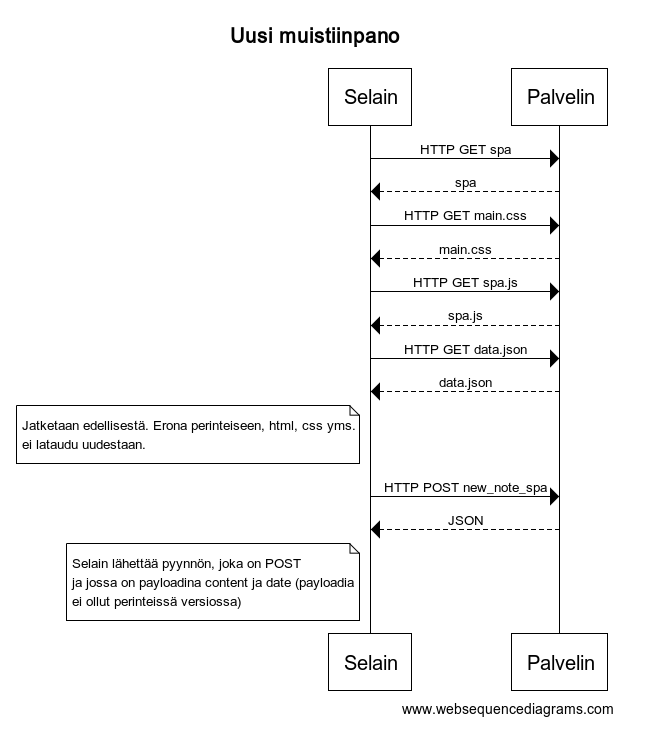 Uusi muistiinpano
Selain
Palvelin
HTTP GET spa
spa
HTTP GET main.css
main.css
HTTP GET spa.js
spa.js
HTTP GET data.json
data.json
Jatketaan edellisestä. Erona perinteiseen, html, css yms.
ei lataudu uudestaan.
HTTP POST new_note_spa
JSON
Selain lähettää pyynnön, joka on POST
ja jossa on payloadina content ja date (payloadia
ei ollut perinteissä versiossa)
Selain
Palvelin
www.websequencediagrams.com